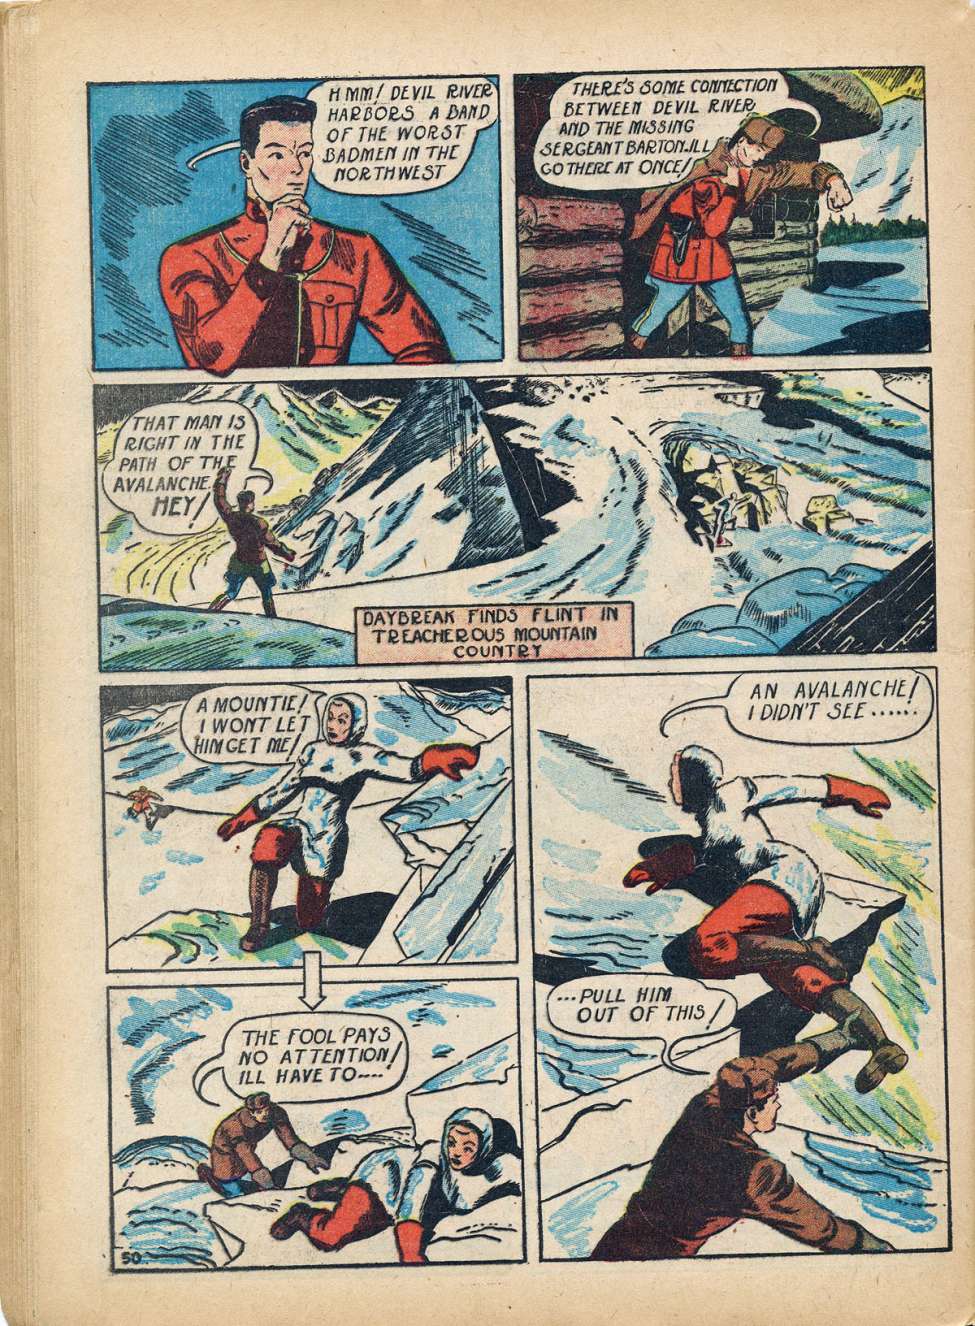 HMM! DEVIL RIVER
HARBORS A BAND
OF THE WORST
BADMEN IN THE
NORTHWEST
THERE'S SOME CONNECTION
BETWEEN DEVIL RIVER
AND THE MISSING
SERGEANT BARTON.ILL
GO THERE AT ONCE!
THAT MAN IS
RIGHT IN THE
PATH OF THE
AVALANCHE.
HEY!
DAYBREAK FINDS FLINT IN
TREACHEROUS MOUNTAIN
COUNTRY
A MOUNTIE!
I WONT LET
HIM GET ME!
THE FOOL PAYS
NO ATTENTION!
ILL HAVE TO----
AN AVALANCHE!
I DIDN'T SEE ......
...PULL HIM
OUT OF THIS!
50